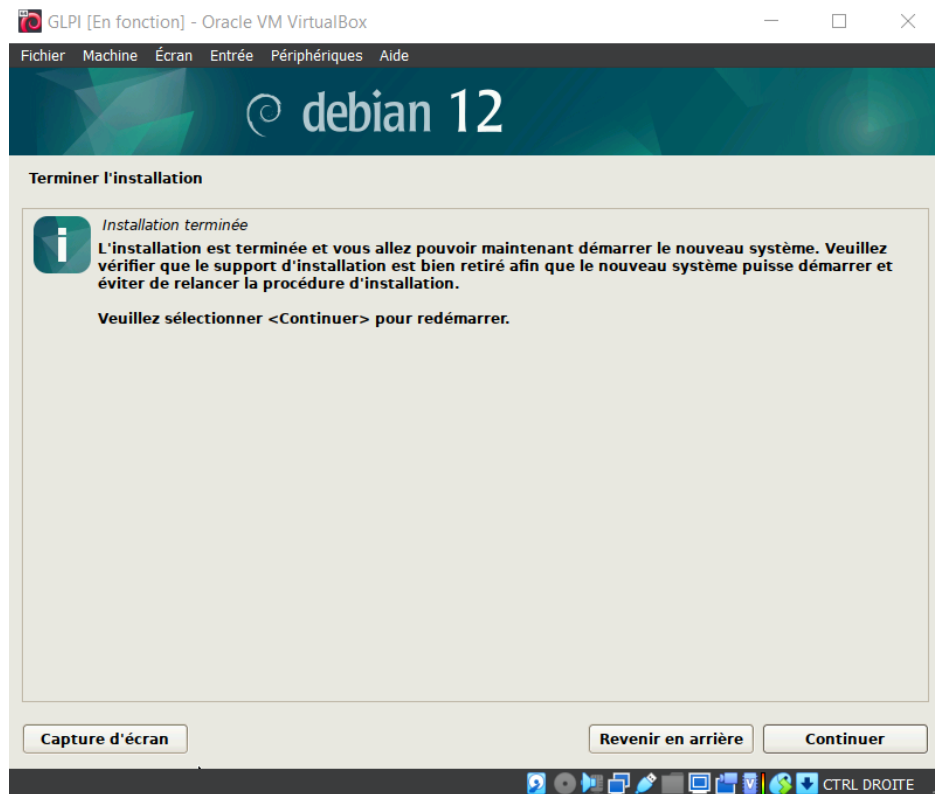 GLPI [En fonction] - Oracle VM VirtualBox
Fichier Machine Écran Entrée Périphériques Aide
debian 12
Terminer l'installation
Installation terminée
L'installation est terminée et vous allez pouvoir maintenant démarrer le nouveau système. Veuillez
vérifier que le support d'installation est bien retiré afin que le nouveau système puisse démarrer et
éviter de relancer la procédure d'installation.
Veuillez sélectionner <Continuer> pour redémarrer.
Capture d'écran Revenir en arrière Continuer
CTRL DROITE